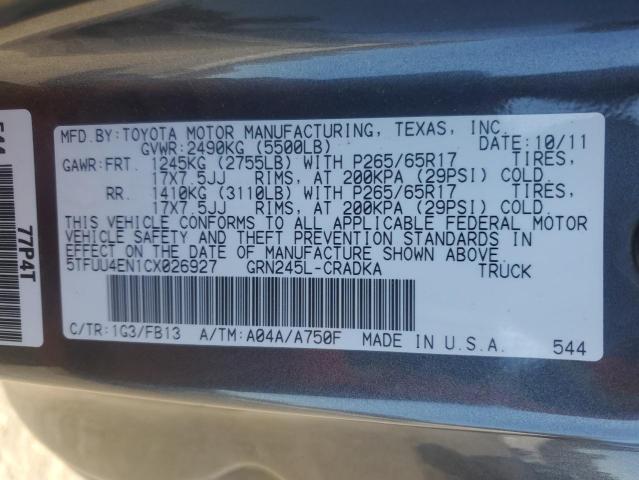 MFD.BY:TOYOTA MOTOR MANUFACTURING, TEXAS, INC.
GVWR:2490KG (5500LB) DATE:10/11
GAWR:FRT. 1245KG (2755LB) WITH P265/65R17 TIRES,
17X7.5JJ RIMS, AT 200KPA (29PSI) COLD.
RR. 1410KG (3110LB) WITH P265/65R17 TIRES,
17X7.5JJ RIMS, AT 200KPA (29PSI) COLD.
THIS VEHICLE CONFORMS TO ALL APPLICABLE FEDERAL MOTOR
VEHICLE SAFETY AND THEFT PREVENTION STANDARDS IN
EFFECT ON THE DATE OF MANUFACTURE SHOWN ABOVE.
5TFUU4EN1CX026927 GRN245L-CRADKA TRUCK
C/TR:1G3/FB13 A/TM:A04A/A750F MADE IN U.S.A. 544
77P4T